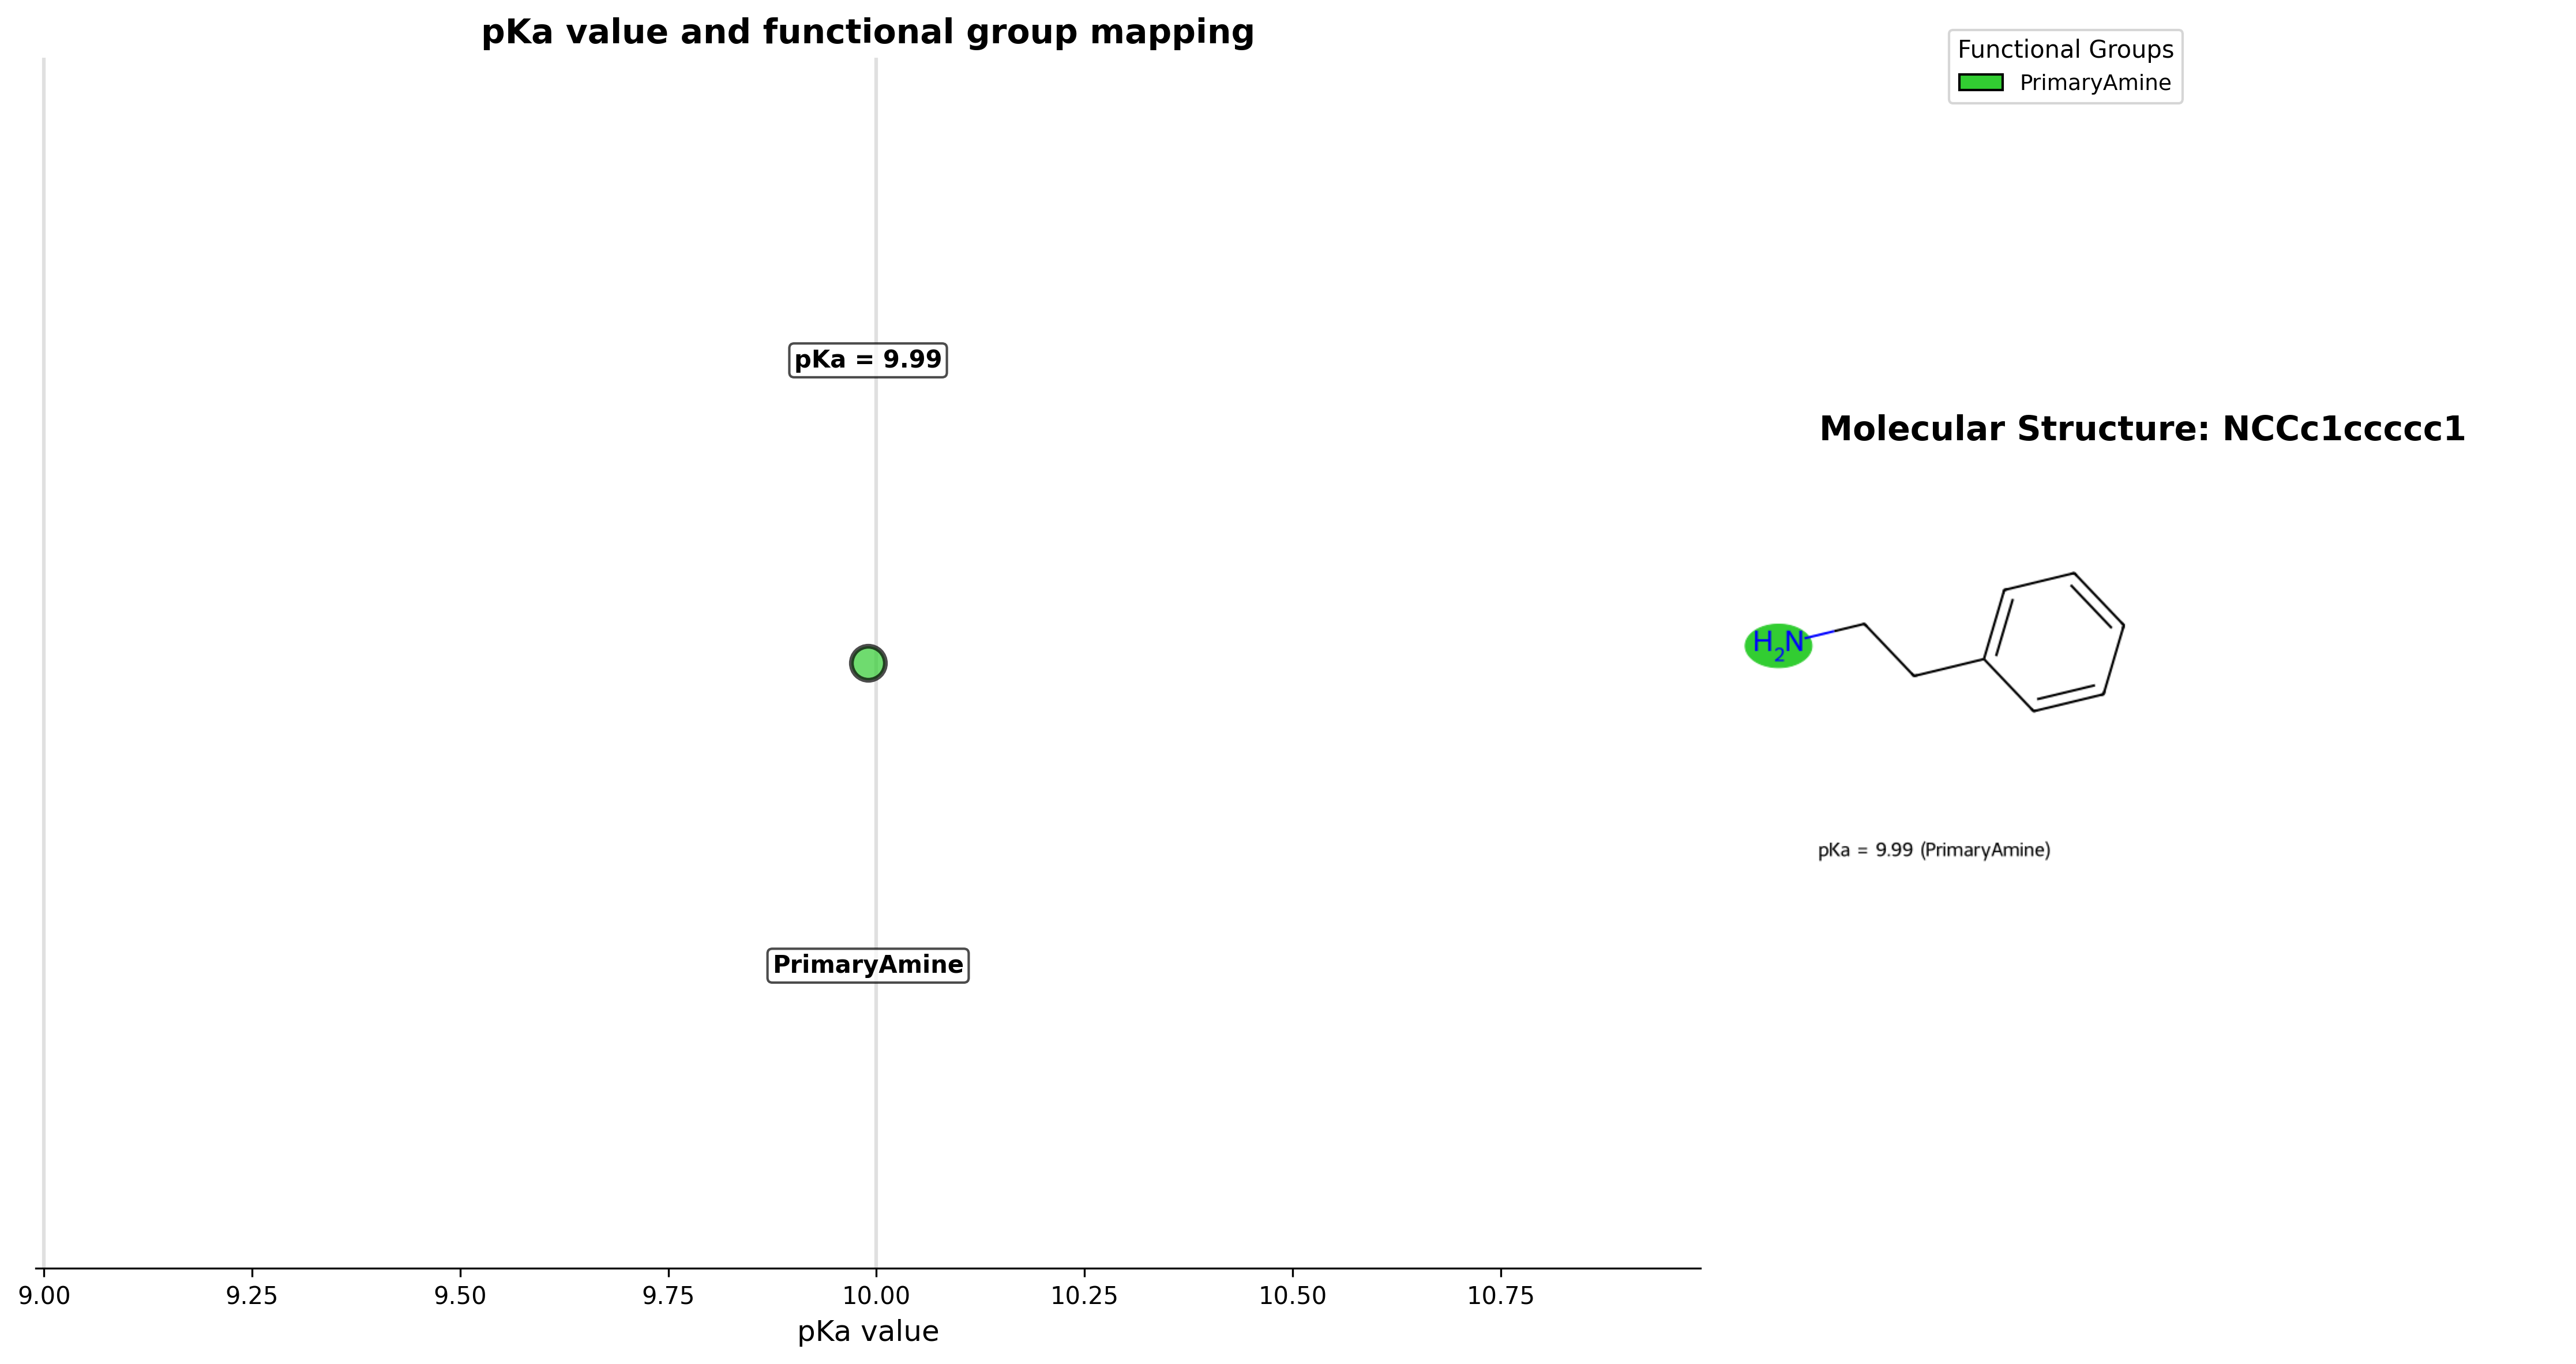 pKa value and functional group mapping
pKa = 9.99
PrimaryAmine
9.00 9.25 9.50 9.75 10.00 10.25 10.50 10.75
pKa value
Functional Groups
PrimaryAmine
Molecular Structure: NCCc1ccccc1
H2N
pKa = 9.99 (PrimaryAmine)